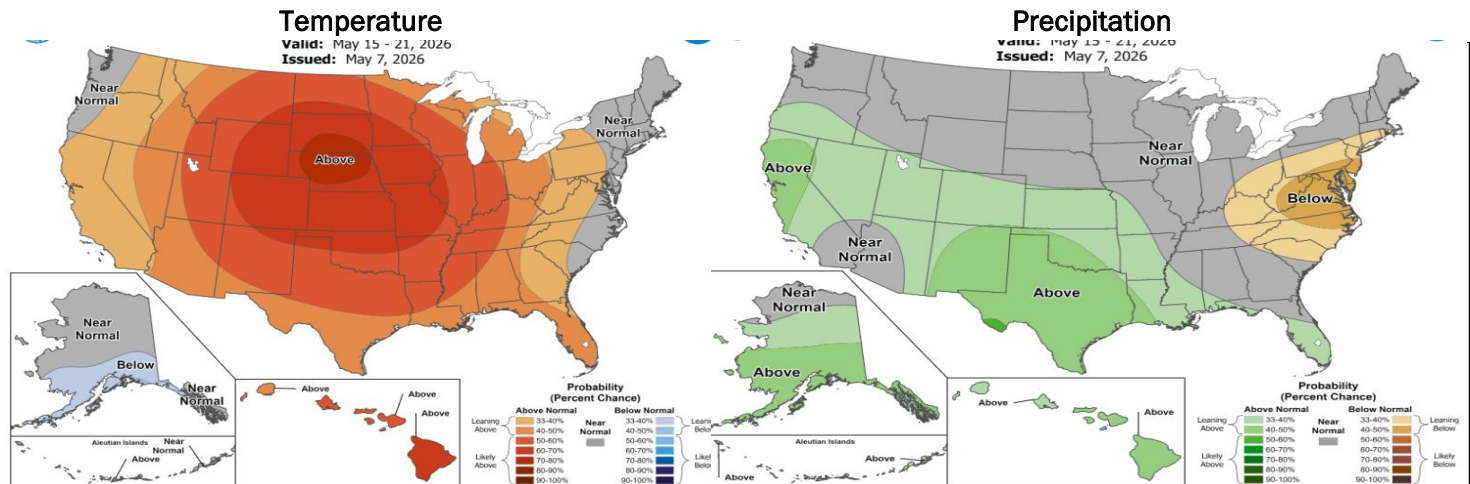 Temperature
Valid: May 15 - 21, 2026
Issued: May 7, 2026
Near
Normal
Above
Near
Normal
Near
Normal
Below
Near
Normal
Above
Above
Above
Aleutian Islands
Near
Normal
Above
Probability
(Percent Chance)
Above Normal
Below Normal
Leaning
Above
Likely
Above
33-40%
40-50%
50-60%
60-70%
70-80%
80-90%
90-100%
Near
Normal
33-40%
40-50%
50-60%
60-70%
70-80%
80-90%
90-100%
Precipitation
Valid: May 15 - 21, 2026
Issued: May 7, 2026
Above
Near
Normal
Near
Normal
Below
Above
Near
Normal
Above
Above
Above
Aleutian Islands
Above
Above
Probability
(Percent Chance)
Above Normal
Below Normal
Leaning
Above
Likely
Above
33-40%
40-50%
50-60%
60-70%
70-80%
80-90%
90-100%
Near
Normal
33-40%
40-50%
50-60%
60-70%
70-80%
80-90%
90-100%
Leaning
Below
Likely
Below